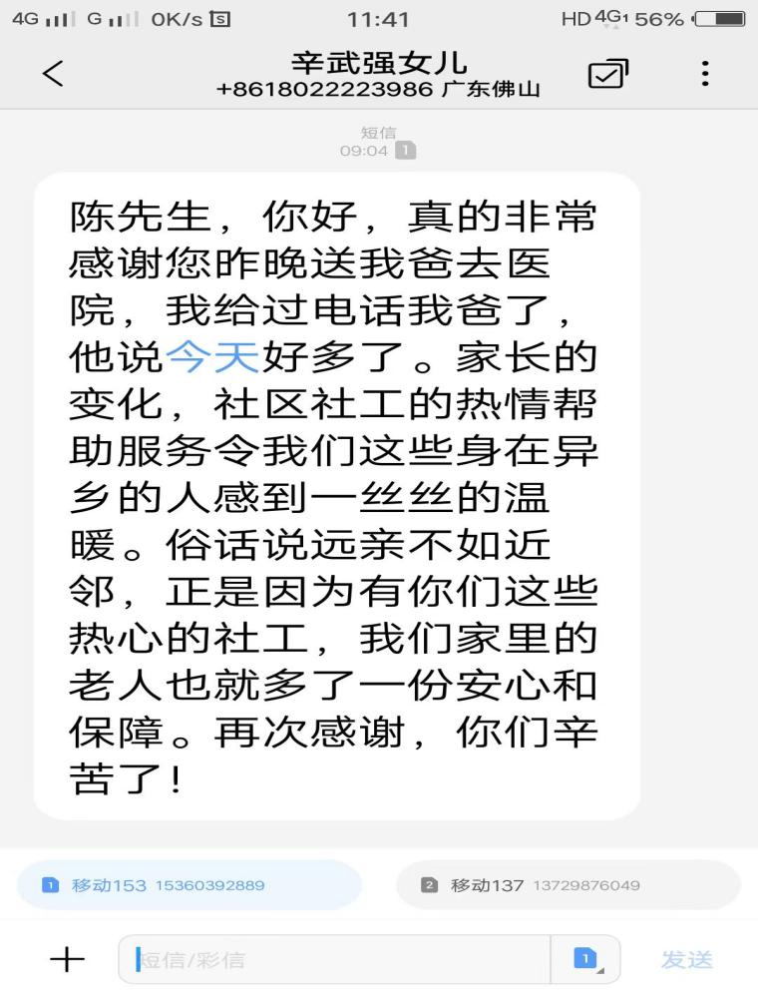 4G G 0K/s 11:41 HD 4G1 56%
辛武强女儿
+8618022223986 广东佛山
短信
09:04 1
陈先生，你好，真的非常
感谢您昨晚送我爸去医
院，我给过电话我爸了，
他说今天好多了。家长的
变化，社区社工的热情帮
助服务令我们这些身在异
乡的人感到一丝丝的温
暖。俗话说远亲不如近
邻，正是因为有你们这些
热心的社工，我们家里的
老人也就多了一份安心和
保障。再次感谢，你们辛
苦了！
1 移动153 15360392889 2 移动137 13729876049
短信/彩信 1 发送